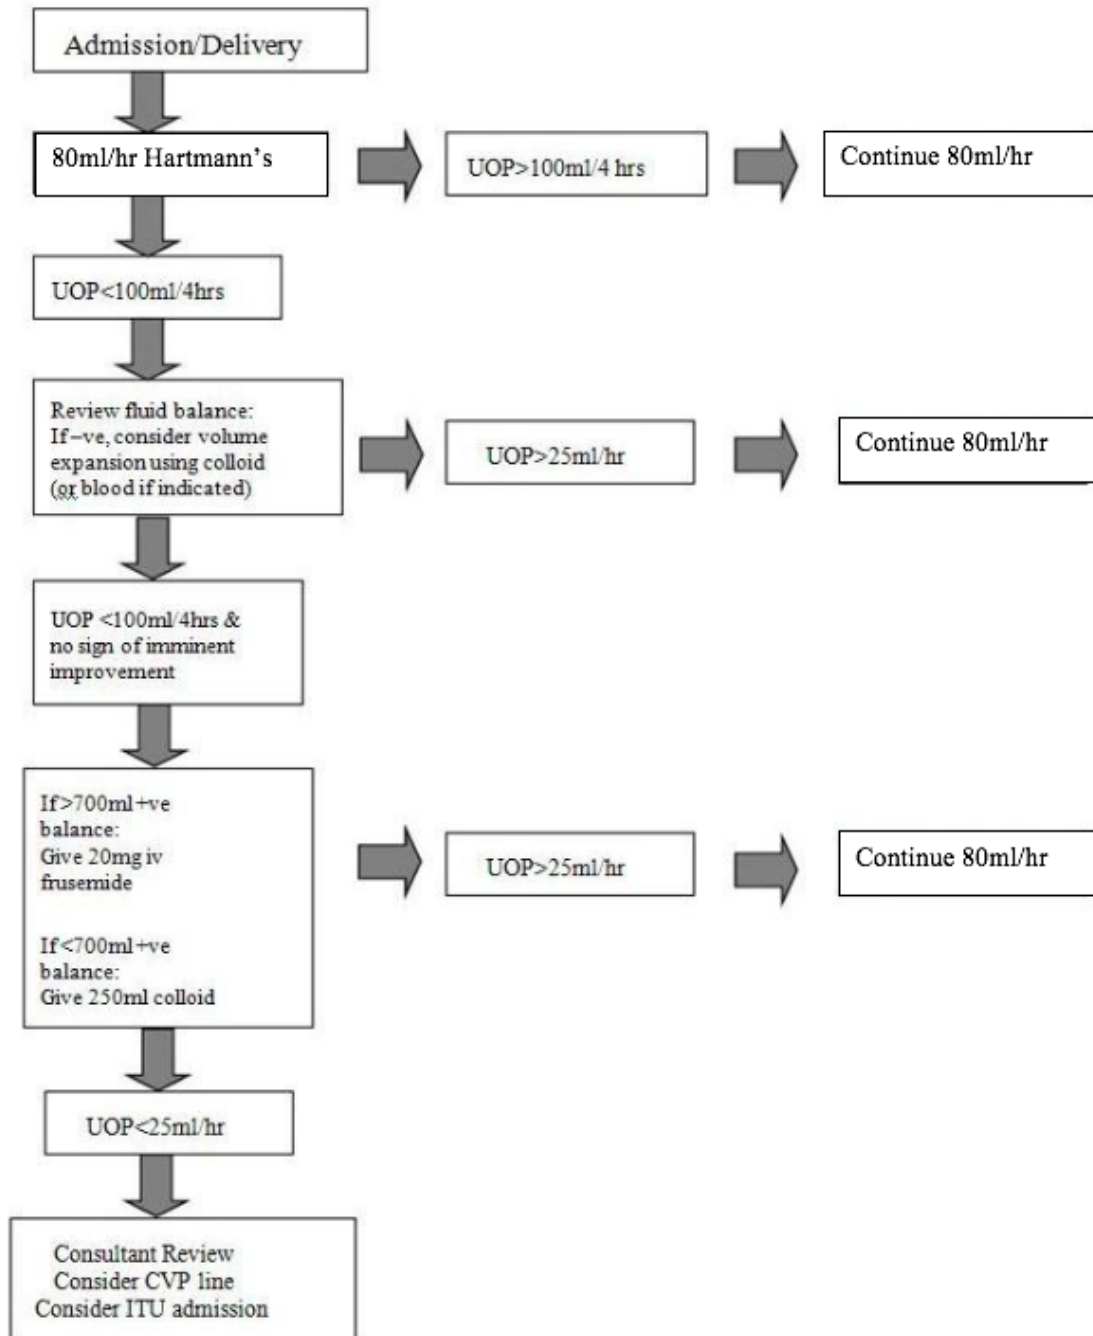 Admission/Delivery
80ml/hr Hartmann’s
UOP>100ml/4 hrs
Continue 80ml/hr
UOP<100ml/4hrs
Review fluid balance:
If –ve, consider volume
expansion using colloid
(or blood if indicated)
UOP>25ml/hr
Continue 80ml/hr
UOP <100ml/4hrs &
no sign of imminent
improvement
If >700ml +ve
balance:
Give 20mg iv
frusemide
If <700ml +ve
balance:
Give 250ml colloid
UOP>25ml/hr
Continue 80ml/hr
UOP<25ml/hr
Consultant Review
Consider CVP line
Consider ITU admission